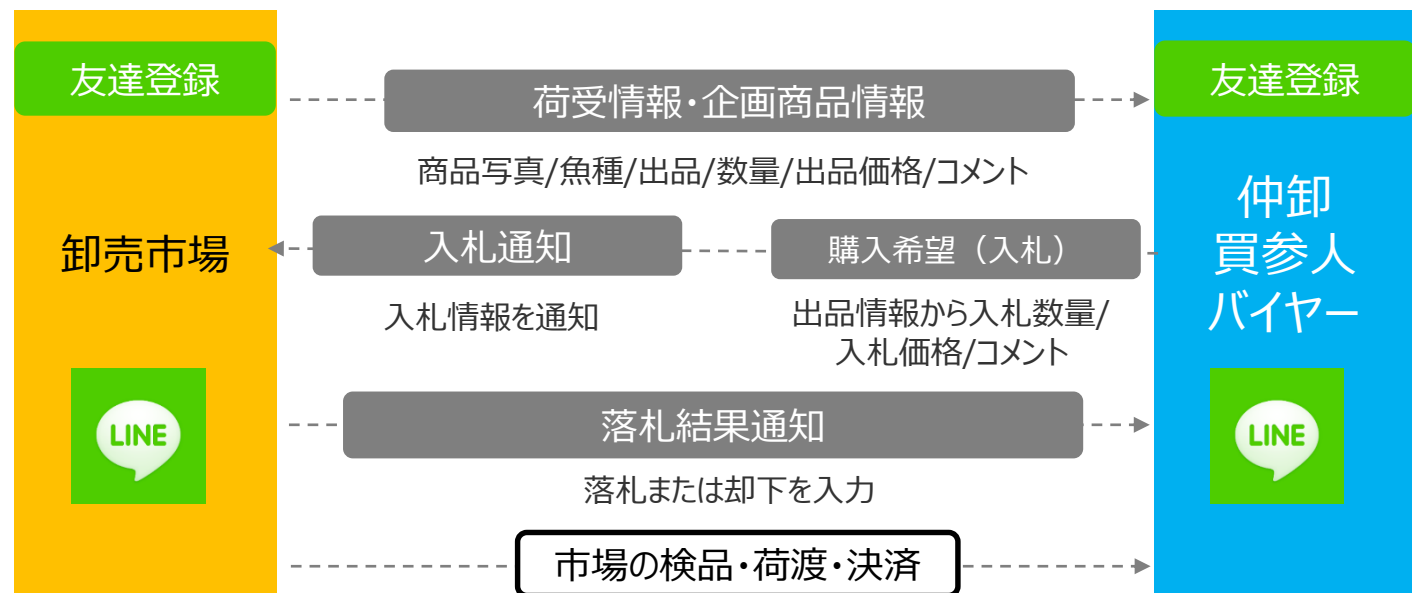 友達登録
友達登録
荷受情報・企画商品情報
商品写真/魚種/出品/数量/出品価格/コメント
卸売市場
入札通知
購入希望（入札）
仲卸
買参人
バイヤー
入札情報を通知
出品情報から入札数量/
入札価格/コメント
LINE
落札結果通知
LINE
落札または却下を入力
市場の検品・荷渡・決済